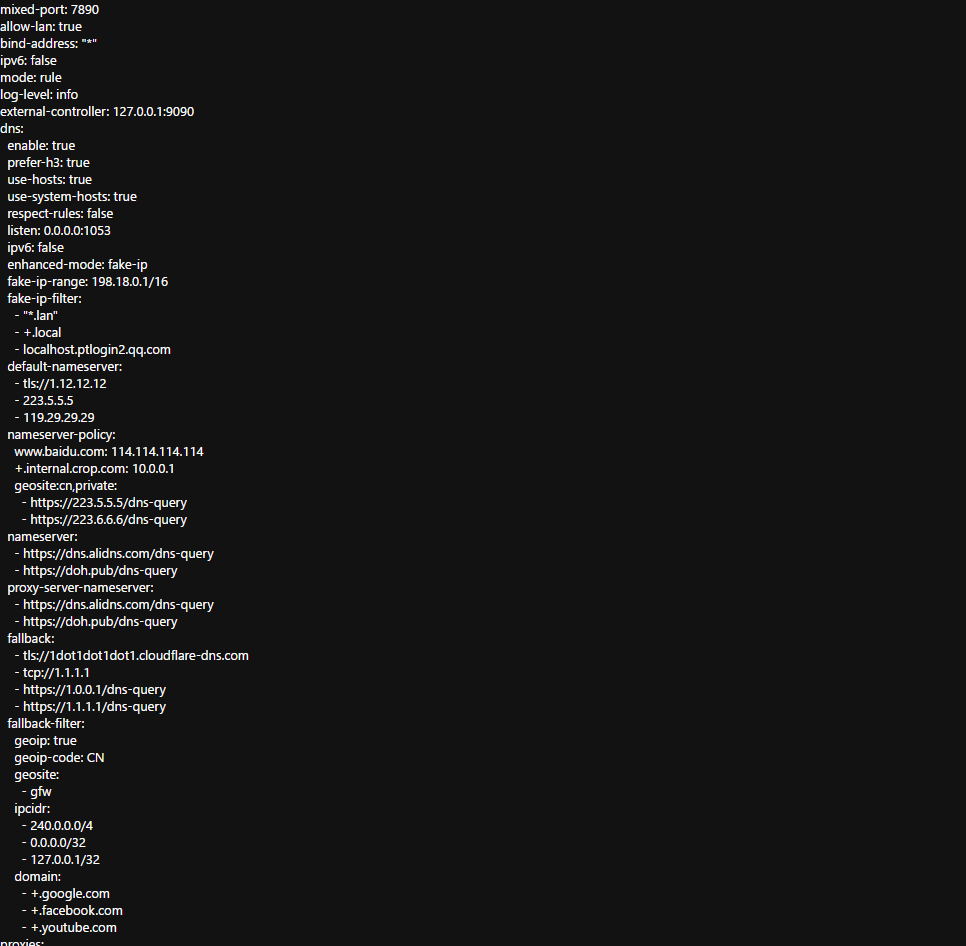 mixed-port: 7890
allow-lan: true
bind-address: "*"
ipv6: false
mode: rule
log-level: info
external-controller: 127.0.0.1:9090
dns:
  enable: true
  prefer-h3: true
  use-hosts: true
  use-system-hosts: true
  respect-rules: false
  listen: 0.0.0.0:1053
  ipv6: false
  enhanced-mode: fake-ip
  fake-ip-range: 198.18.0.1/16
  fake-ip-filter:
    - "*.lan"
    - +.local
    - localhost.ptlogin2.qq.com
  default-nameserver:
    - tls://1.12.12.12
    - 223.5.5.5
    - 119.29.29.29
  nameserver-policy:
    www.baidu.com: 114.114.114.114
    +.internal.crop.com: 10.0.0.1
    geosite:cn,private:
      - https://223.5.5.5/dns-query
      - https://223.6.6.6/dns-query
  nameserver:
    - https://dns.alidns.com/dns-query
    - https://doh.pub/dns-query
  proxy-server-nameserver:
    - https://dns.alidns.com/dns-query
    - https://doh.pub/dns-query
  fallback:
    - tls://1dot1dot1dot1.cloudflare-dns.com
    - tcp://1.1.1.1
    - https://1.0.0.1/dns-query
    - https://1.1.1.1/dns-query
  fallback-filter:
    geoip: true
    geoip-code: CN
    geosite:
      - gfw
    ipcidr:
      - 240.0.0.0/4
      - 0.0.0.0/32
      - 127.0.0.1/32
    domain:
      - +.google.com
      - +.facebook.com
      - +.youtube.com
proxies: